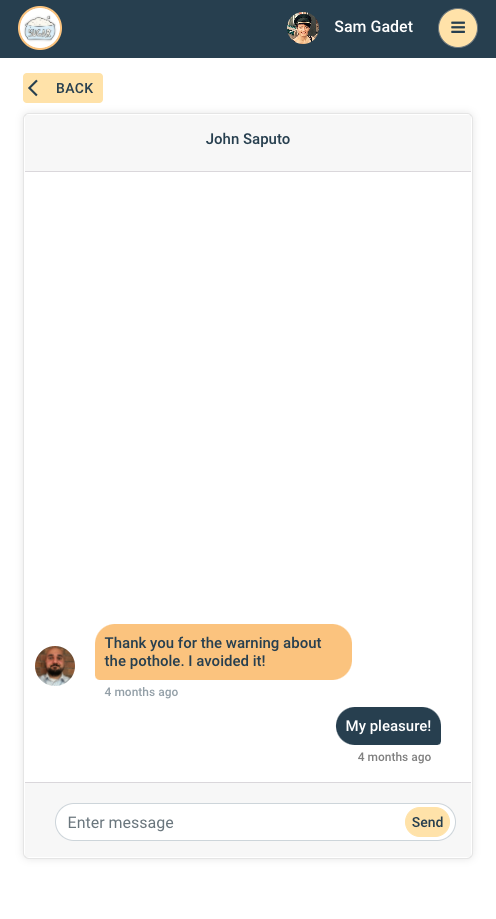 Sam Gadet
BACK
John Saputo
Thank you for the warning about
the pothole. I avoided it!
4 months ago
My pleasure!
4 months ago
Enter message
Send